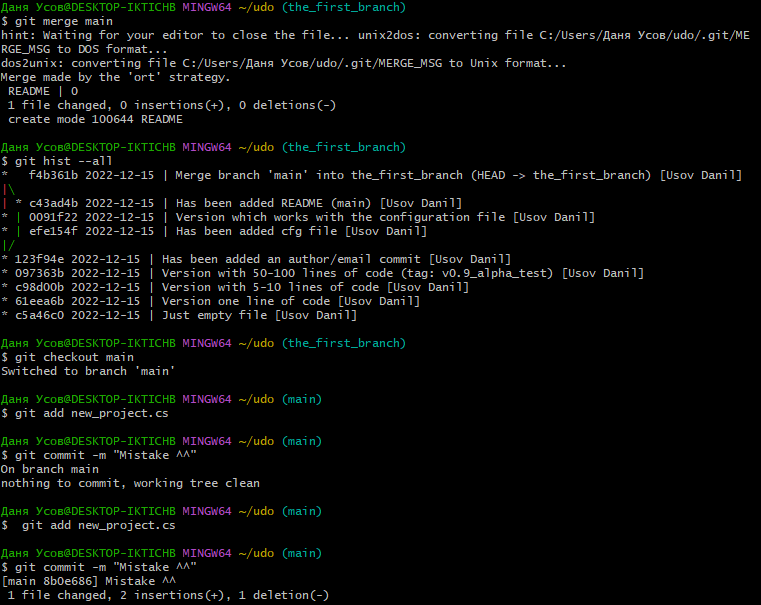 Даня Усов@DESKTOP-IKTICHB MINGW64 ~/udo (the_first_branch)
$ git merge main
hint: Waiting for your editor to close the file... unix2dos: converting file C:/Users/Даня Усов/udo/.git/ME
RGE_MSG to DOS format...
dos2unix: converting file C:/Users/Даня Усов/udo/.git/MERGE_MSG to Unix format...
Merge made by the 'ort' strategy.
 README | 0
 1 file changed, 0 insertions(+), 0 deletions(-)
 create mode 100644 README
Даня Усов@DESKTOP-IKTICHB MINGW64 ~/udo (the_first_branch)
$ git hist --all
*   f4b361b 2022-12-15 | Merge branch 'main' into the_first_branch (HEAD -> the_first_branch) [Usov Danil]
|\
| * c43ad4b 2022-12-15 | Has been added README (main) [Usov Danil]
* | 0091f22 2022-12-15 | Version which works with the configuration file [Usov Danil]
* | efe154f 2022-12-15 | Has been added cfg file [Usov Danil]
|/
* 123f94e 2022-12-15 | Has been added an author/email commit [Usov Danil]
* 097363b 2022-12-15 | Version with 50-100 lines of code (tag: v0.9_alpha_test) [Usov Danil]
* c98d00b 2022-12-15 | Version with 5-10 lines of code [Usov Danil]
* 61eea6b 2022-12-15 | Version one line of code [Usov Danil]
* c5a46c0 2022-12-15 | Just empty file [Usov Danil]
Даня Усов@DESKTOP-IKTICHB MINGW64 ~/udo (the_first_branch)
$ git checkout main
Switched to branch 'main'
Даня Усов@DESKTOP-IKTICHB MINGW64 ~/udo (main)
$ git add new_project.cs
Даня Усов@DESKTOP-IKTICHB MINGW64 ~/udo (main)
$ git commit -m "Mistake ^^"
On branch main
nothing to commit, working tree clean
Даня Усов@DESKTOP-IKTICHB MINGW64 ~/udo (main)
$  git add new_project.cs
Даня Усов@DESKTOP-IKTICHB MINGW64 ~/udo (main)
$ git commit -m "Mistake ^^"
[main 8b0e686] Mistake ^^
 1 file changed, 2 insertions(+), 1 deletion(-)